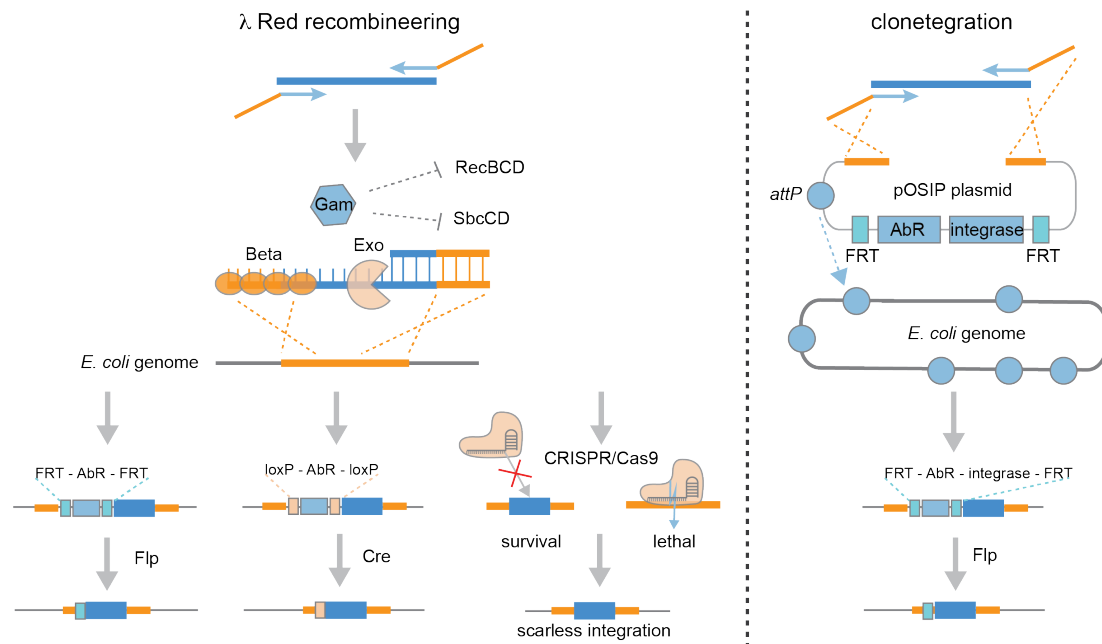 λ Red recombineering
RecBCD
Gam
SbcCD
Exo
Beta
E. coli genome
FRT - AbR - FRT
loxP - AbR - loxP
CRISPR/Cas9
survival
lethal
Flp
Cre
scarless integration
clonetegration
attP
pOSIP plasmid
AbR
integrase
FRT
FRT
E. coli
genome
FRT - AbR - integrase - FRT
Flp